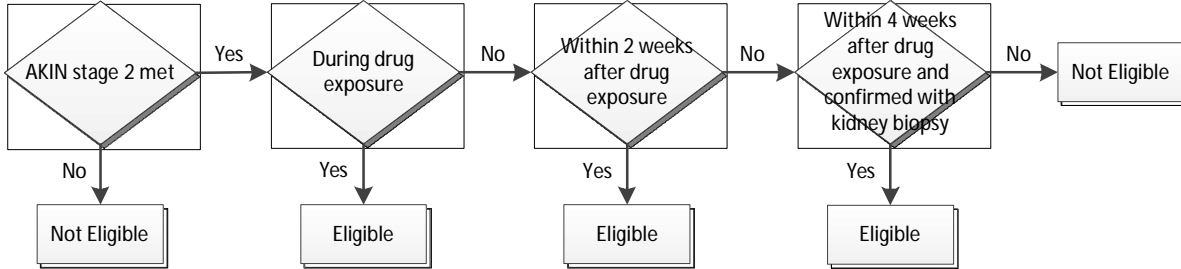 AKIN stage 2 met
Yes
During drug
exposure
No
Within 2 weeks
after drug
exposure
No
Within 4 weeks
after drug
exposure and
confirmed with
kidney biopsy
No
Not Eligible
No
Yes
Yes
Yes
Not Eligible
Eligible
Eligible
Eligible